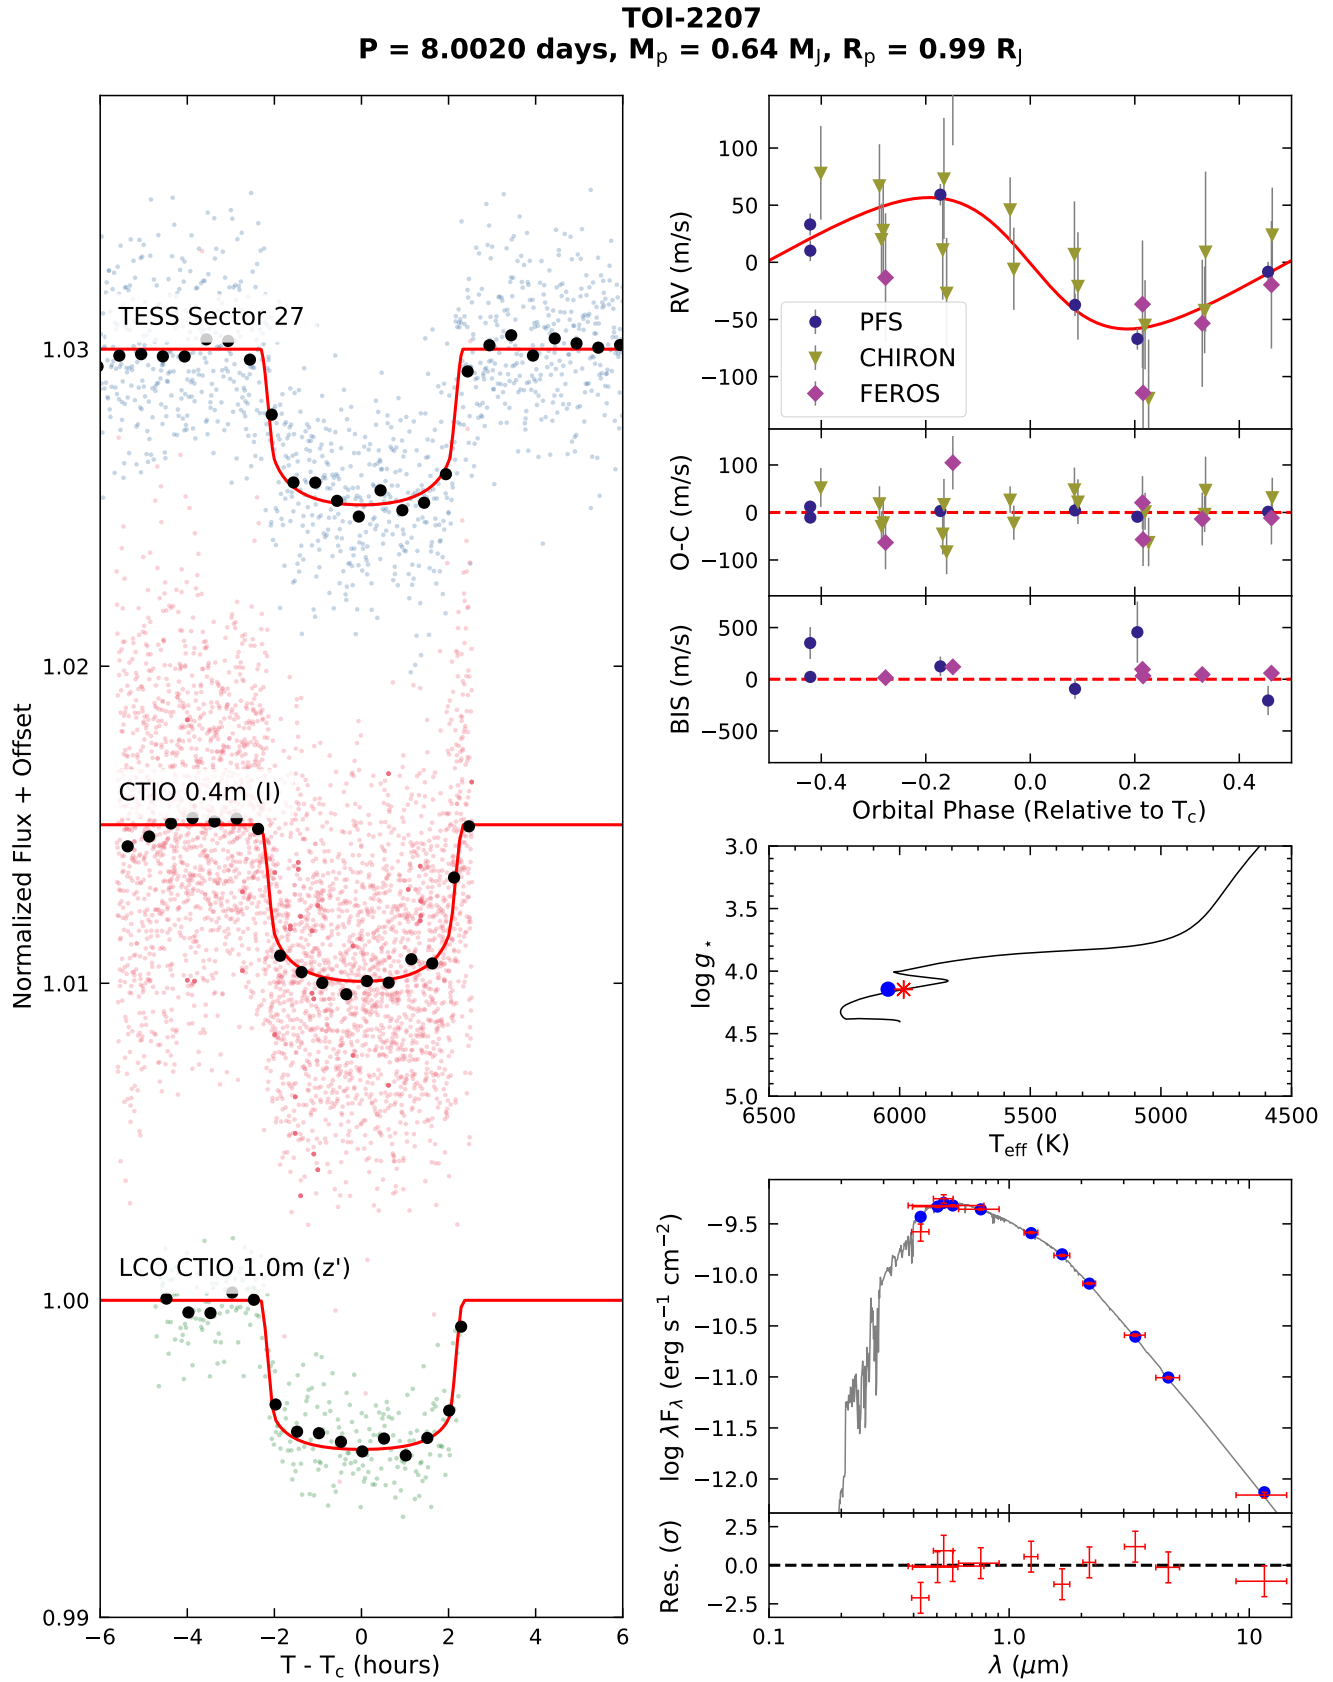 TOI-2207
P = 8.0020 days, Mp = 0.64 MJ, Rp = 0.99 RJ
Normalized Flux + Offset
1.03
1.02
1.01
1.00
0.99
TESS Sector 27
CTIO 0.4m (I)
LCO CTIO 1.0m (z')
−6 −4 −2 0 2 4 6
T - Tc (hours)
RV (m/s)
100
50
0
−50
−100
PFS
CHIRON
FEROS
O-C (m/s)
100
0
−100
BIS (m/s)
500
0
−500
−0.4 −0.2 0.0 0.2 0.4
Orbital Phase (Relative to Tc)
log g⋆
3.0
3.5
4.0
4.5
5.0
6500 6000 5500 5000 4500
Teff (K)
log λFλ (erg s−1 cm−2)
−9.5
−10.0
−10.5
−11.0
−11.5
−12.0
Res. (σ)
2.5
0.0
−2.5
0.1 1.0 10
λ (μm)